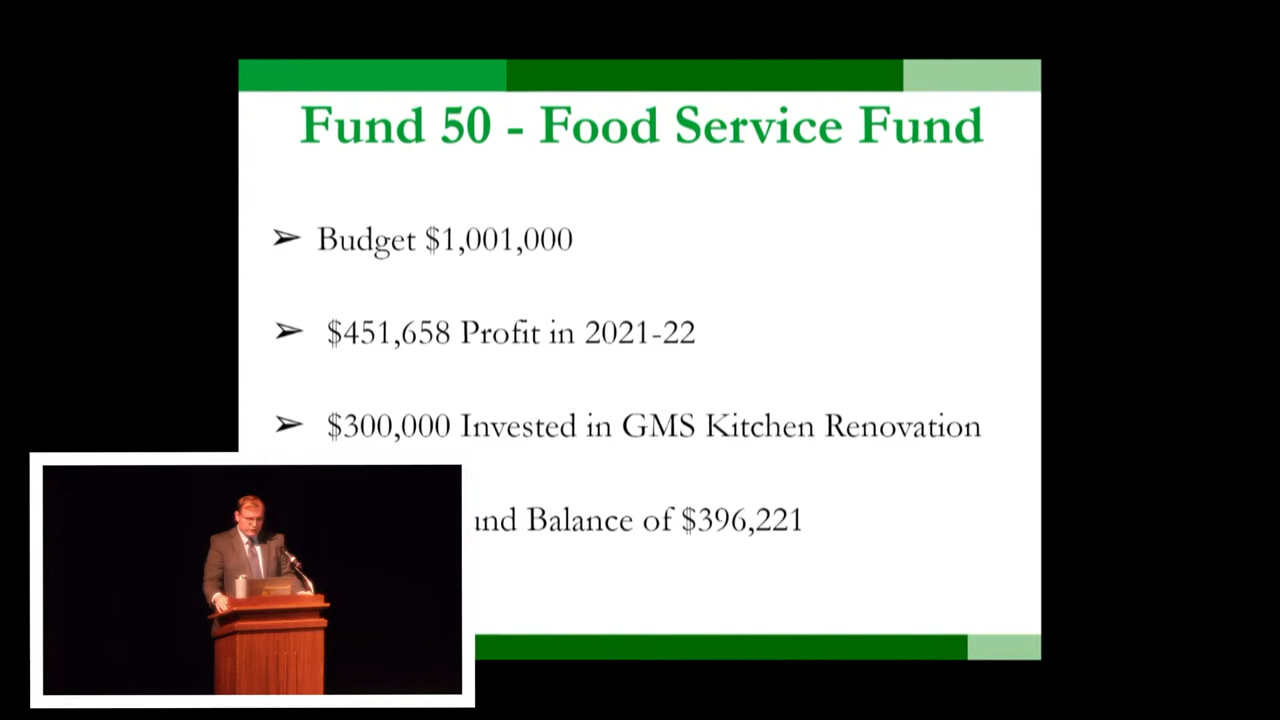 Fund 50 - Food Service Fund
➢ Budget $1,001,000
➢ $451,658 Profit in 2021-22
➢ $300,000 Invested in GMS Kitchen Renovation
Balance of $396,221